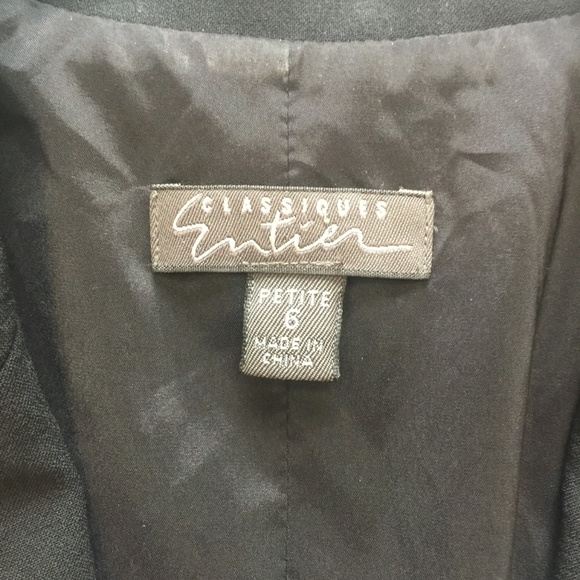 CLASSIQUES
Entier
PETITE
6
MADE IN
CHINA